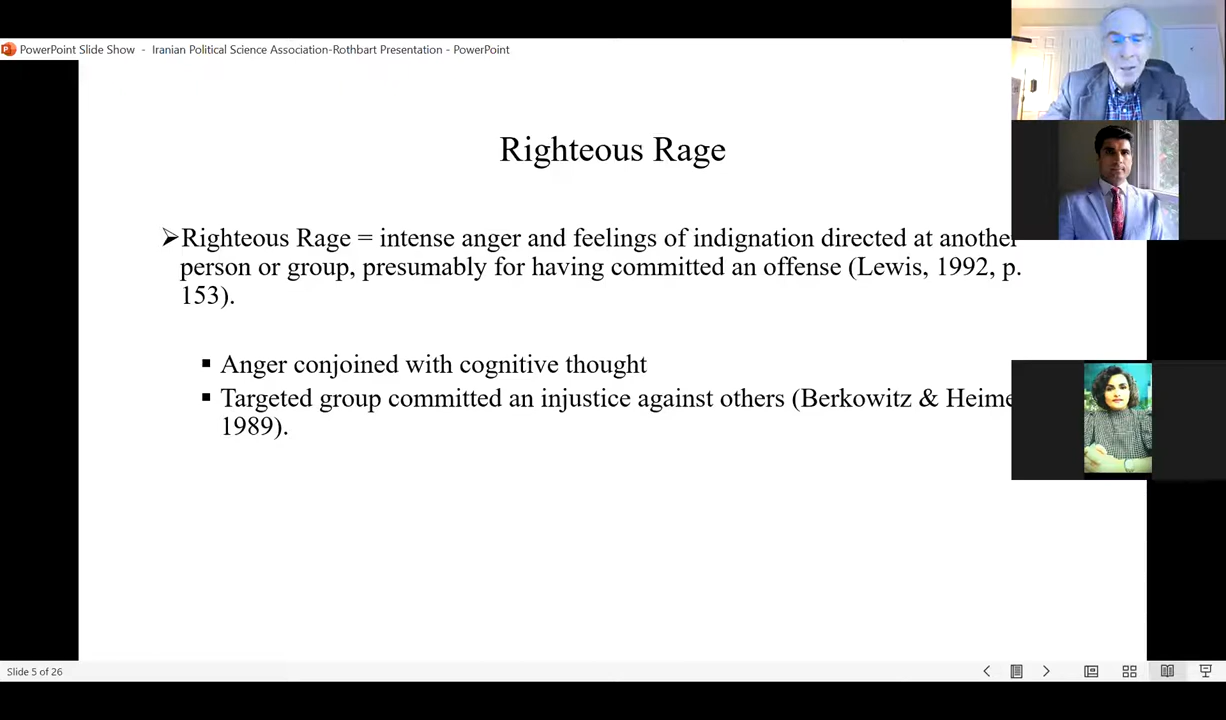 PowerPoint Slide Show - Iranian Political Science Association-Rothbart Presentation - PowerPoint
Righteous Rage
➤Righteous Rage = intense anger and feelings of indignation directed at another
person or group, presumably for having committed an offense (Lewis, 1992, p.
153).
▪ Anger conjoined with cognitive thought
▪ Targeted group committed an injustice against others (Berkowitz &
1989).
Slide 5 of 26